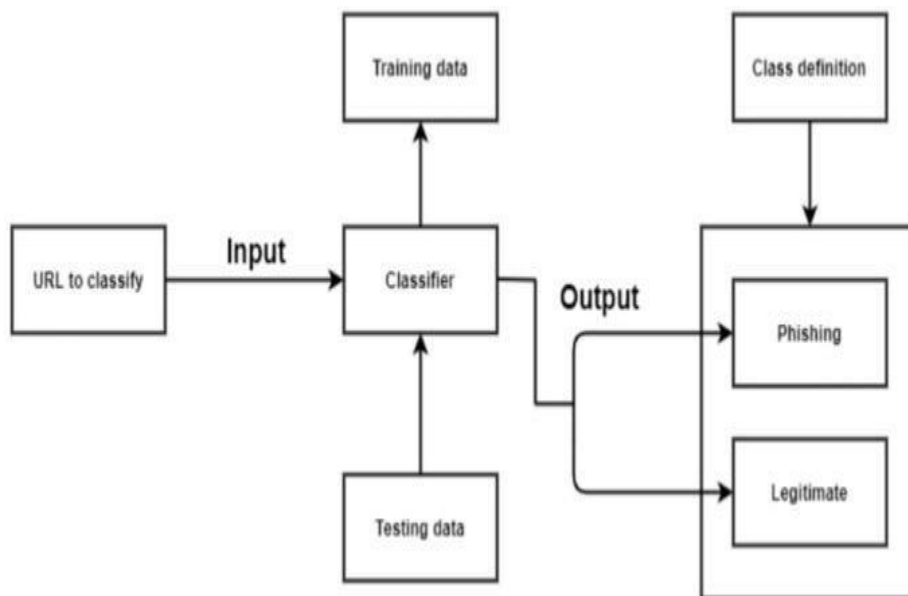 Training data
Class definition
URL to classify
Input
Classifier
Output
Phishing
Legitimate
Testing data